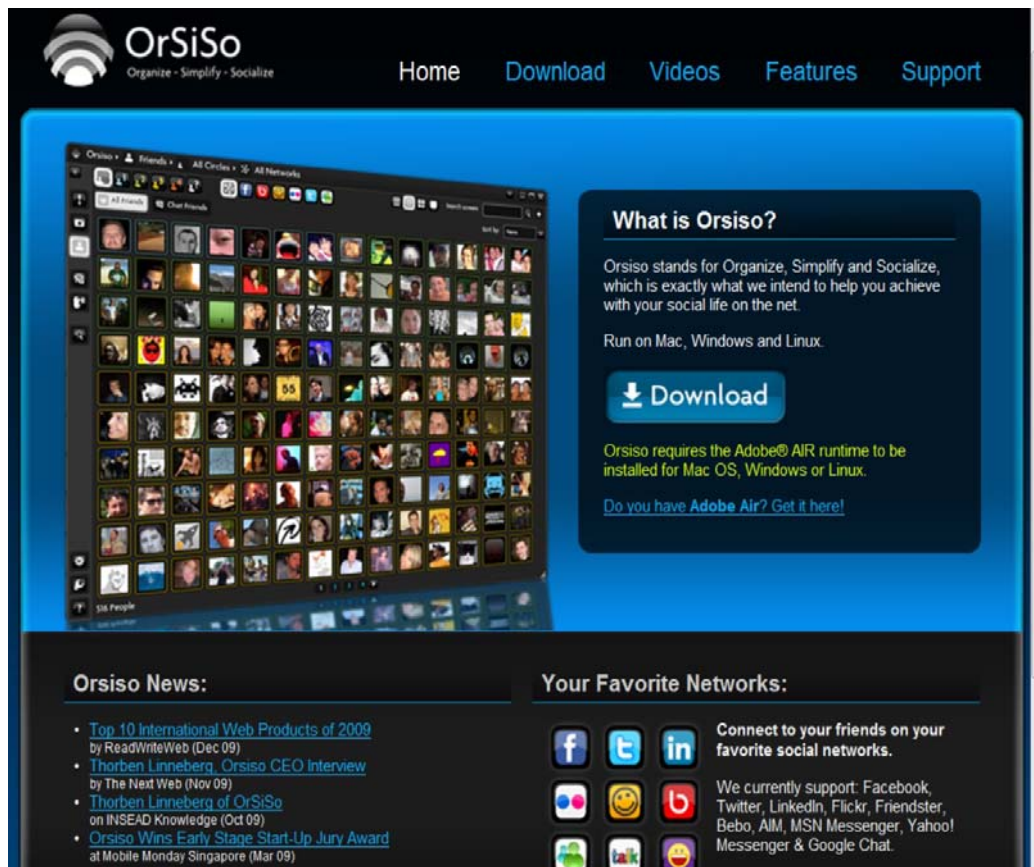 OrSiSo
Organize - Simplify - Socialize
Home Download Videos Features Support
Orsiso Friends All Circles All Networks
All Friends Chat Friends
Search screen
Sort by: Name
55
516 People
What is Orsiso?
Orsiso stands for Organize, Simplify and Socialize,
which is exactly what we intend to help you achieve
with your social life on the net.
Run on Mac, Windows and Linux.
Download
Orsiso requires the Adobe® AIR runtime to be
installed for Mac OS, Windows or Linux.
Do you have Adobe Air? Get it here!
Orsiso News:
• Top 10 International Web Products of 2009
by ReadWriteWeb (Dec 09)
• Thorben Linneberg, Orsiso CEO Interview
by The Next Web (Nov 09)
• Thorben Linneberg of OrSiSo
on INSEAD Knowledge (Oct 09)
• Orsiso Wins Early Stage Start-Up Jury Award
at Mobile Monday Singapore (Mar 09)
Your Favorite Networks:
f t in
b
talk
Connect to your friends on your
favorite social networks.
We currently support: Facebook,
Twitter, LinkedIn, Flickr, Friendster,
Bebo, AIM, MSN Messenger, Yahoo!
Messenger & Google Chat.